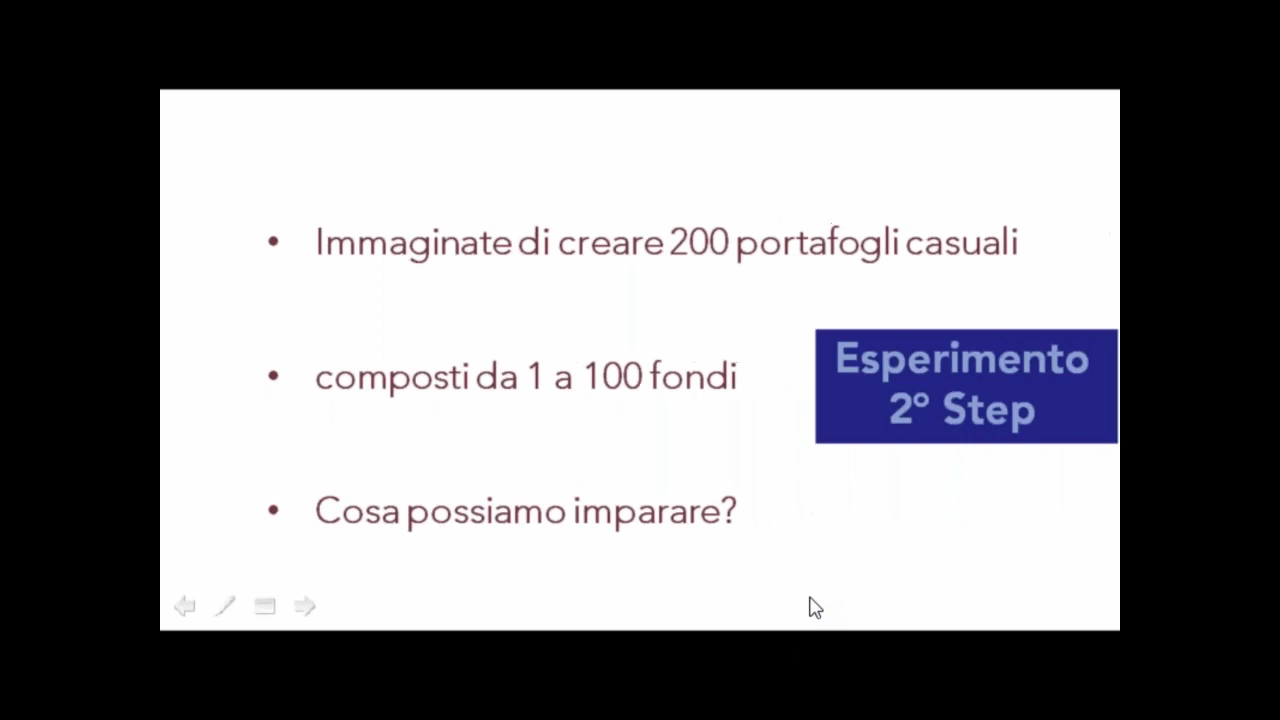 • Immaginate di creare 200 portafogli casuali
• composti da 1 a 100 fondi
Esperimento
2° Step
• Cosa possiamo imparare?